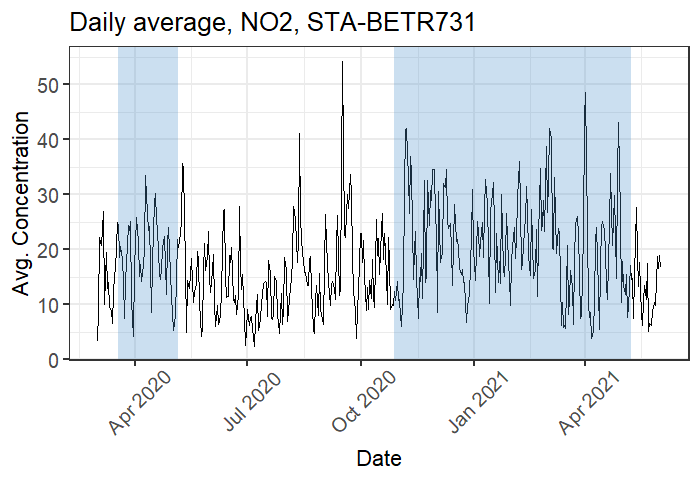 Daily average, NO2, STA-BETR731
Avg. Concentration
50
40
30
20
10
0
Apr 2020
Jul 2020
Oct 2020
Jan 2021
Apr 2021
Date